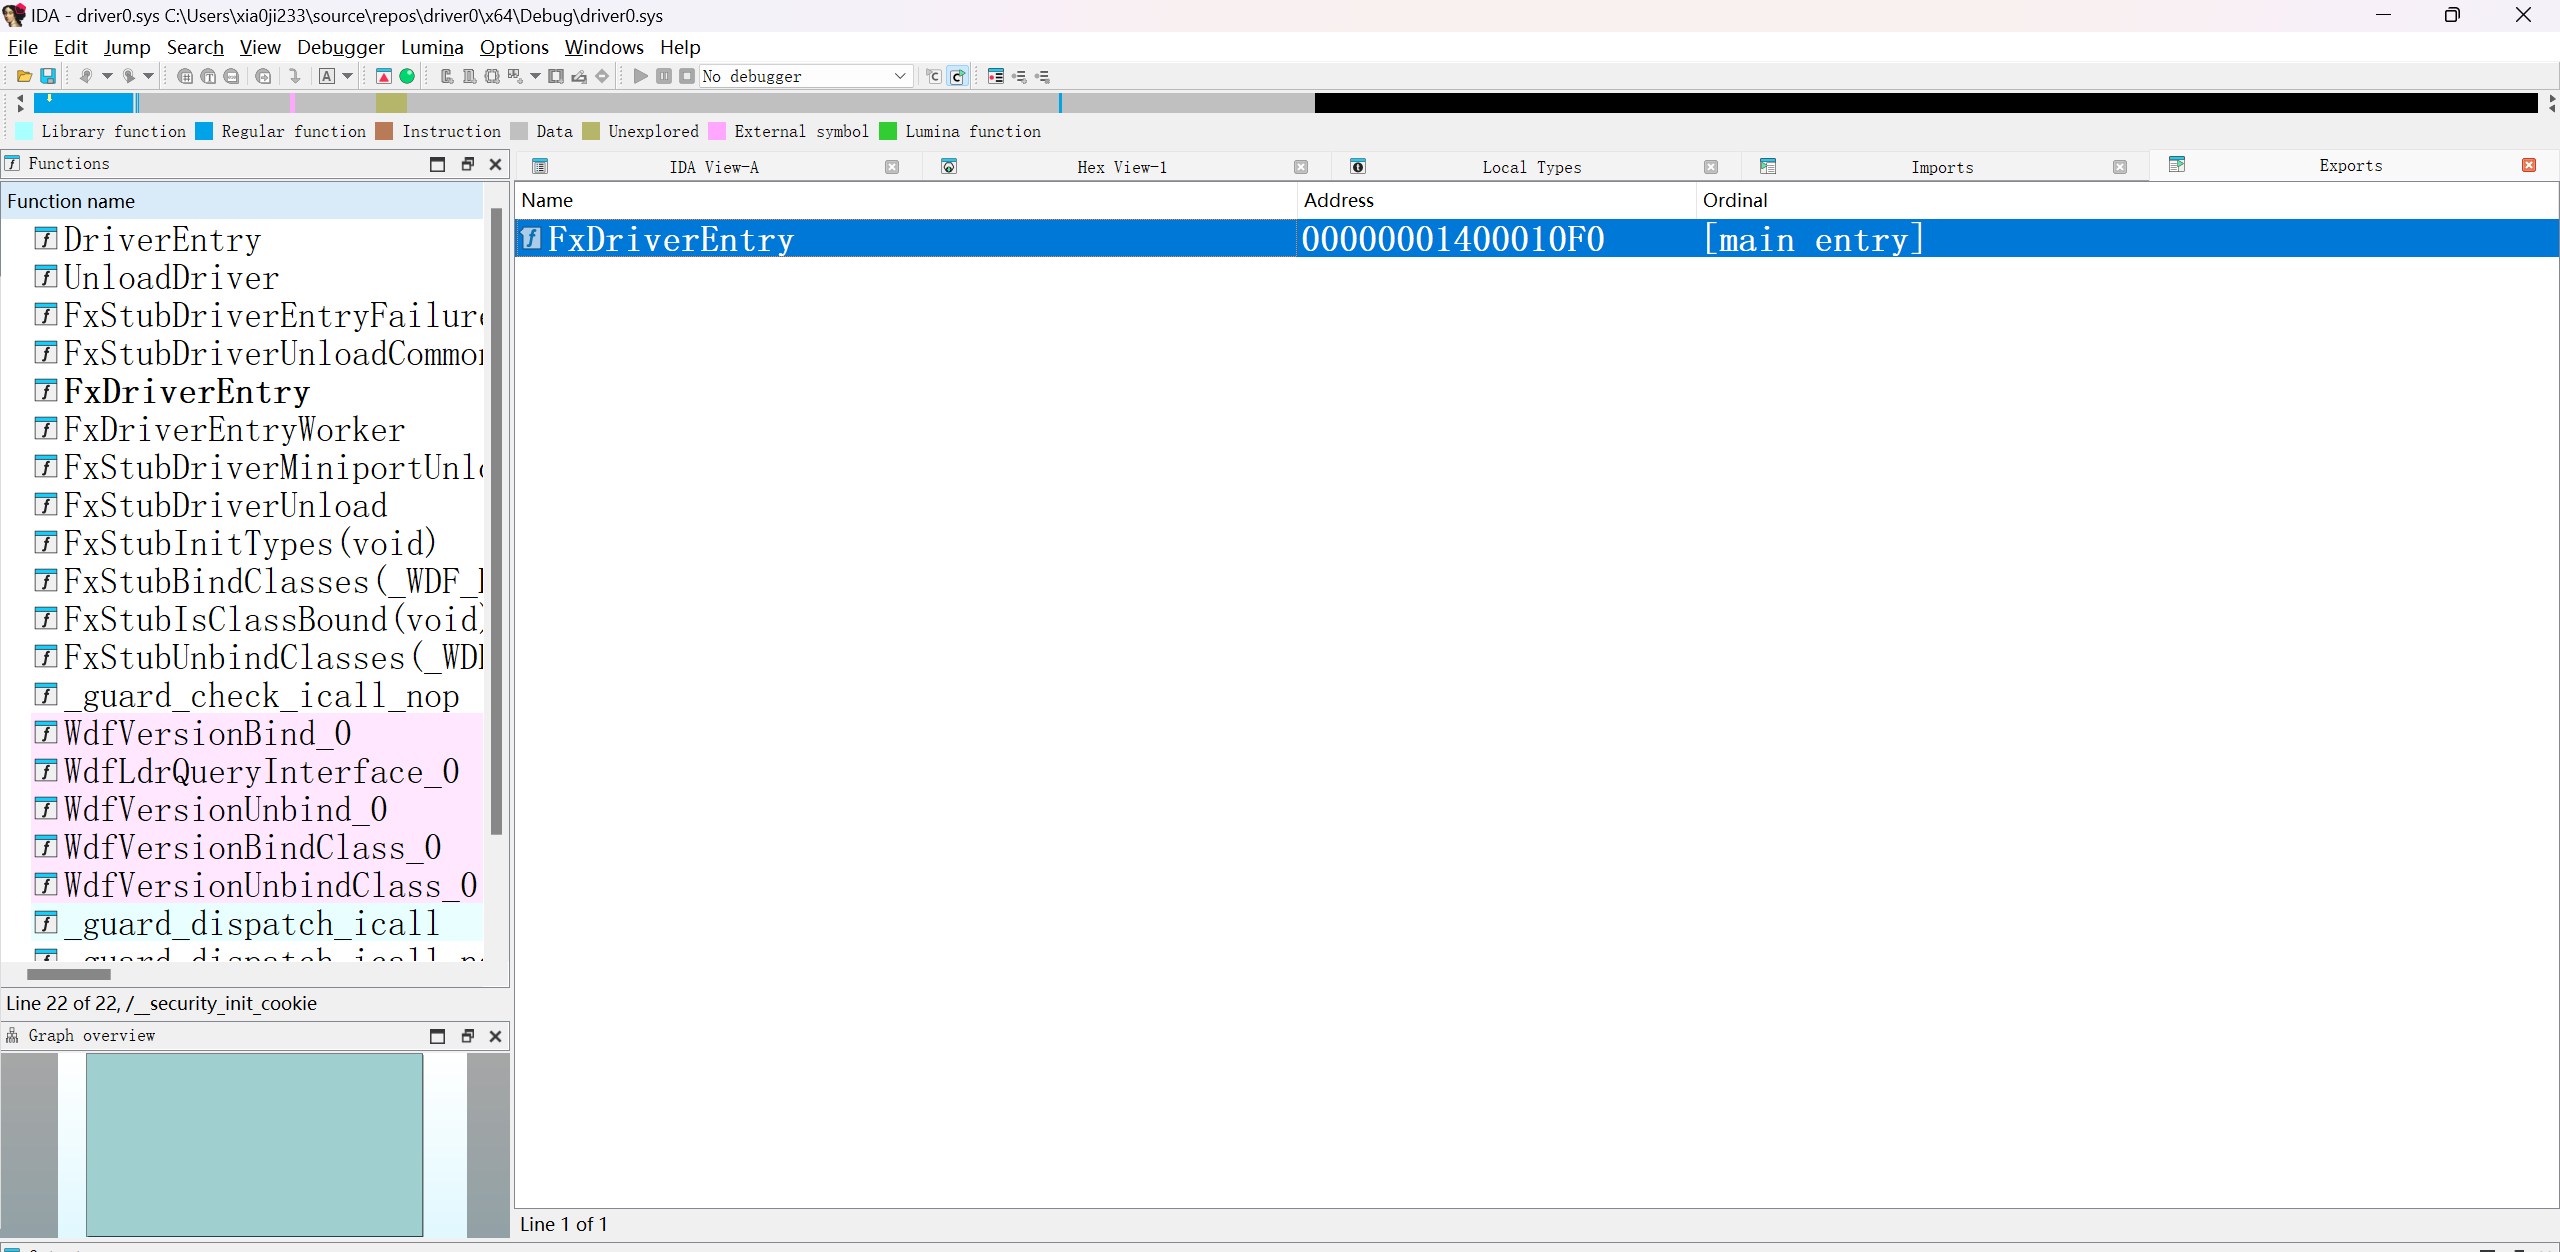 IDA - driver0.sys C:\Users\xia0ji233\source\repos\driver0\x64\Debug\driver0.sys
File Edit Jump Search View Debugger Lumina Options Windows Help
No debugger
Library function Regular function Instruction Data Unexplored External symbol Lumina function
Functions
Function name
DriverEntry
UnloadDriver
FxStubDriverEntryFailure
FxStubDriverUnloadCommon
FxDriverEntry
FxDriverEntryWorker
FxStubDriverMiniportUnlo
FxStubDriverUnload
FxStubInitTypes(void)
FxStubBindClasses(_WDF_
FxStubIsClassBound(void)
FxStubUnbindClasses(_WD
_guard_check_icall_nop
WdfVersionBind_0
WdfLdrQueryInterface_0
WdfVersionUnbind_0
WdfVersionBindClass_0
WdfVersionUnbindClass_0
_guard_dispatch_icall
_guard_dispatch_icall_n
Line 22 of 22, /__security_init_cookie
Graph overview
IDA View-A Hex View-1 Local Types Imports Exports
Name Address Ordinal
FxDriverEntry 00000001400010F0 [main entry]
Line 1 of 1